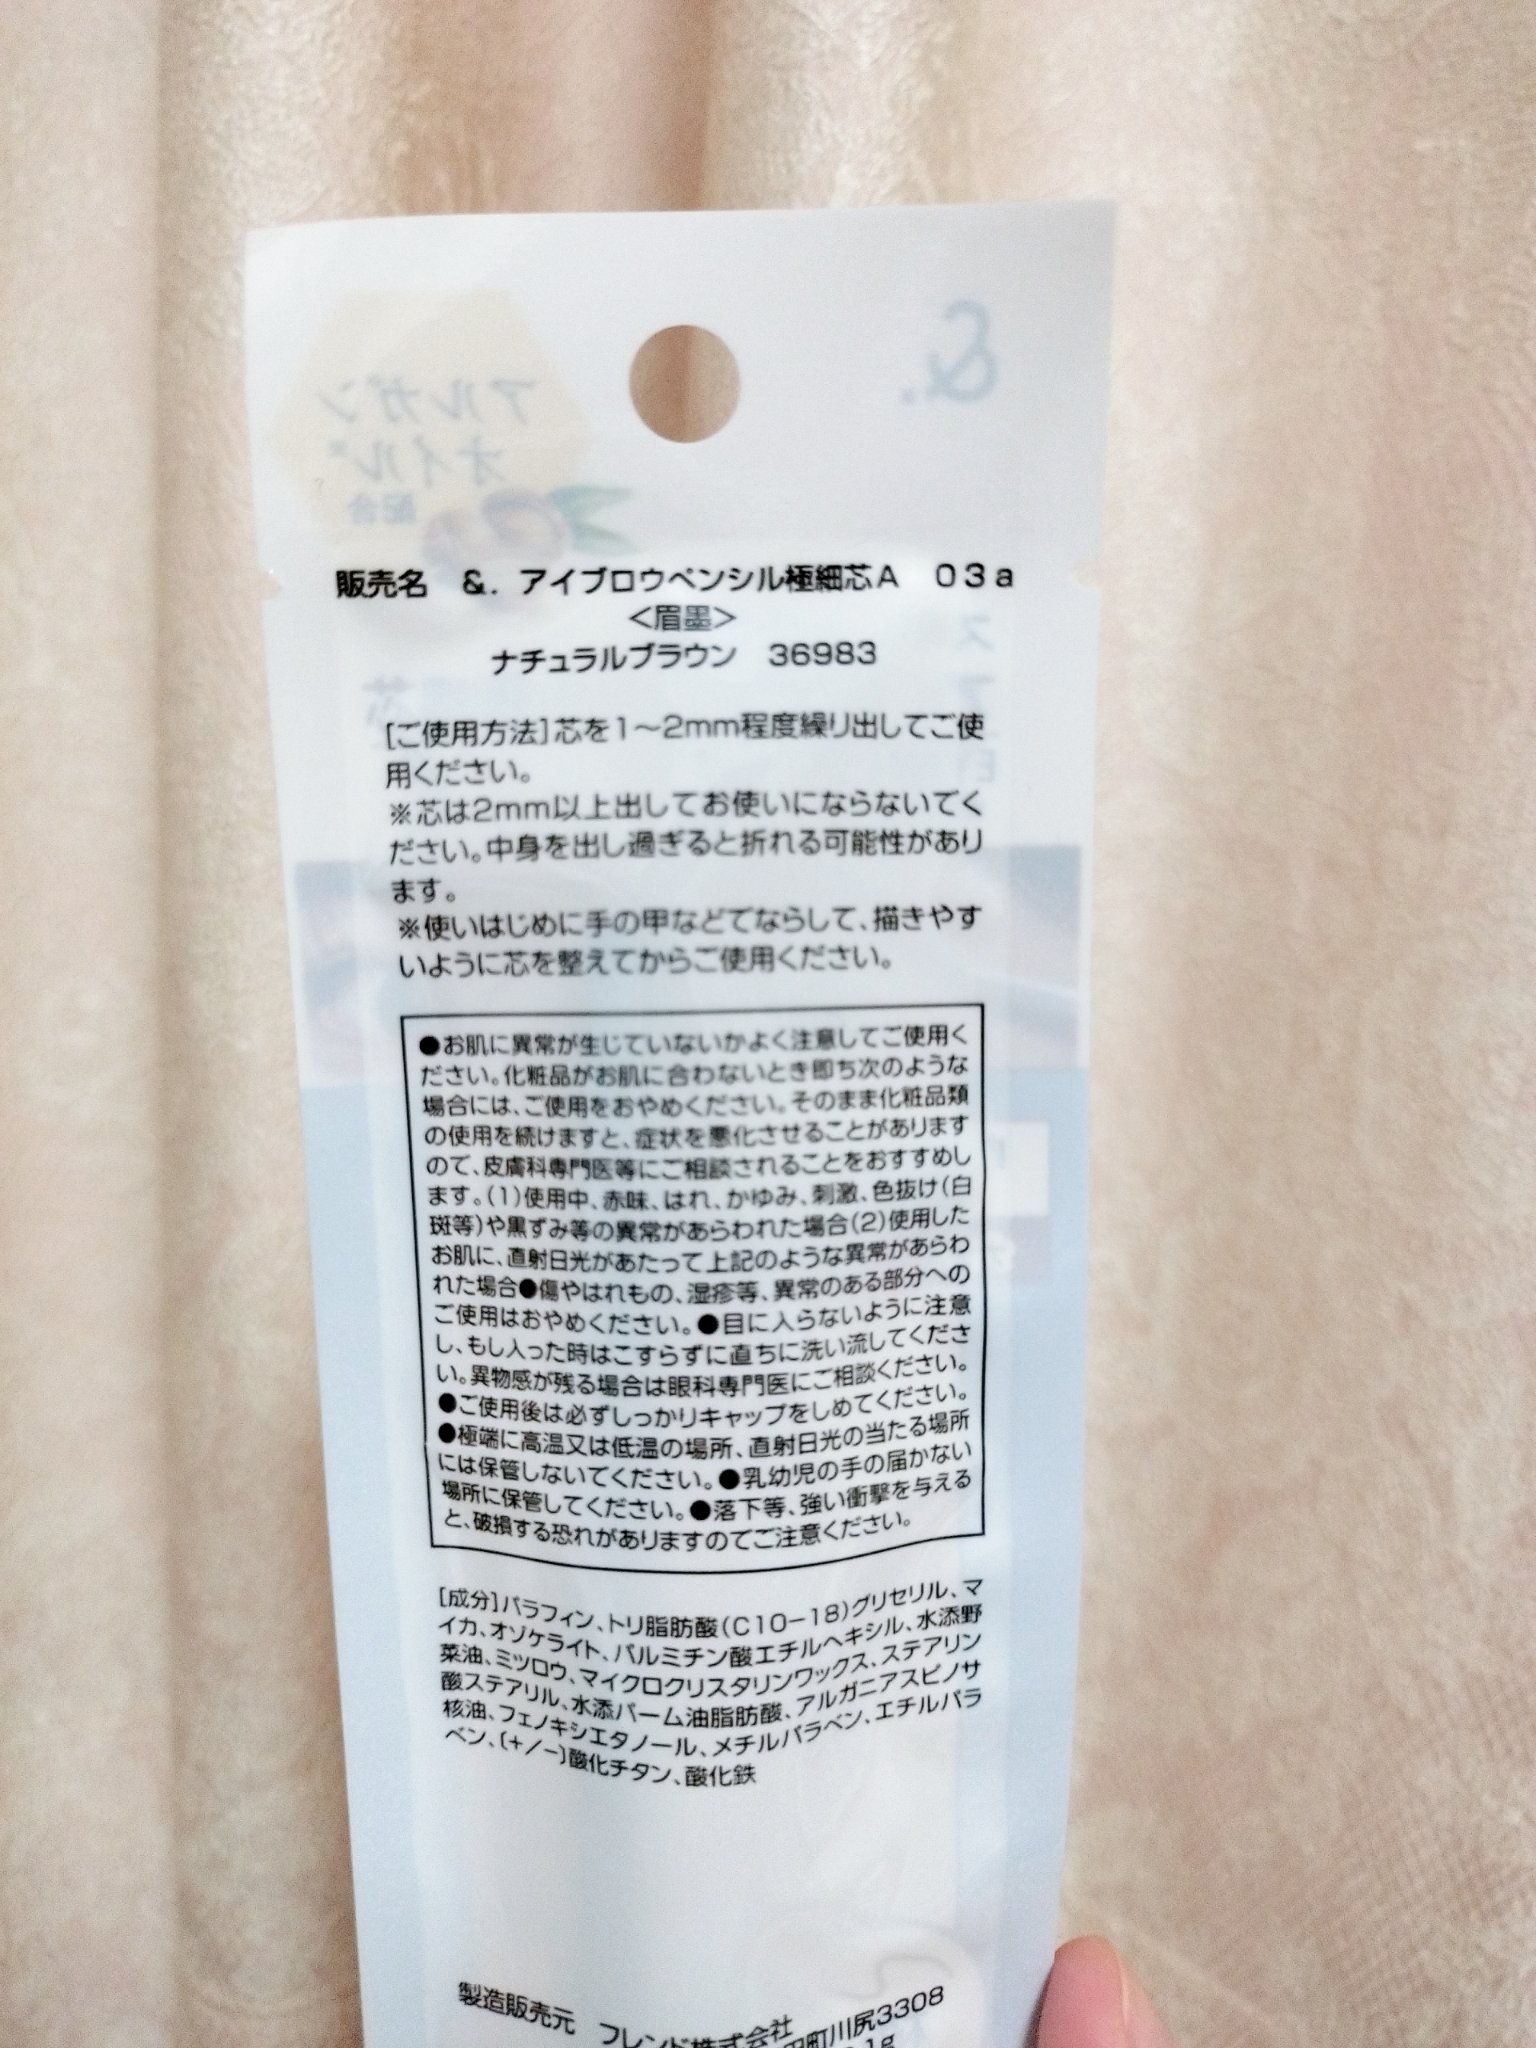 &.
アルガン
オイル※
配合
販売名　&. アイブロウペンシル極細芯A　03a
<眉墨>
ナチュラルブラウン　36983
芯
[ご使用方法]芯を1〜2mm程度繰り出してご使
用ください。
※芯は2mm以上出してお使いにならないでく
ださい。中身を出し過ぎると折れる可能性があり
ます。
※使いはじめに手の甲などでならして、描きやす
いように芯を整えてからご使用ください。
●お肌に異常が生じていないかよく注意してご使用く
ださい。化粧品がお肌に合わないとき即ち次のような
場合には、ご使用をおやめください。そのまま化粧品類
の使用を続けますと、症状を悪化させることがあります
ので、皮膚科専門医等にご相談されることをおすすめし
ます。(1)使用中、赤味、はれ、かゆみ、刺激、色抜け(白
斑等)や黒ずみ等の異常があらわれた場合(2)使用した
お肌に、直射日光があたって上記のような異常があらわ
れた場合●傷やはれもの、湿疹等、異常のある部分への
ご使用はおやめください。●目に入らないように注意
し、もし入った時はこすらずに直ちに洗い流してくださ
い。異物感が残る場合は眼科専門医にご相談ください。
●ご使用後は必ずしっかりキャップをしめてください。
●極端に高温又は低温の場所、直射日光の当たる場所
には保管しないでください。●乳幼児の手の届かない
場所に保管してください。●落下等、強い衝撃を与える
と、破損する恐れがありますのでご注意ください。
[成分]パラフィン、トリ脂肪酸(C10-18)グリセリル、マ
イカ、オゾケライト、パルミチン酸エチルヘキシル、水添野
菜油、ミツロウ、マイクロクリスタリンワックス、ステアリン
酸ステアリル、水添パーム油脂肪酸、アルガニアスピノサ
核油、フェノキシエタノール、メチルパラベン、エチルパラ
ベン、(+/-)酸化チタン、酸化鉄
製造販売元　フレンド株式会社
田町川尻3308
1g